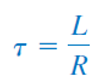 τ = L/R